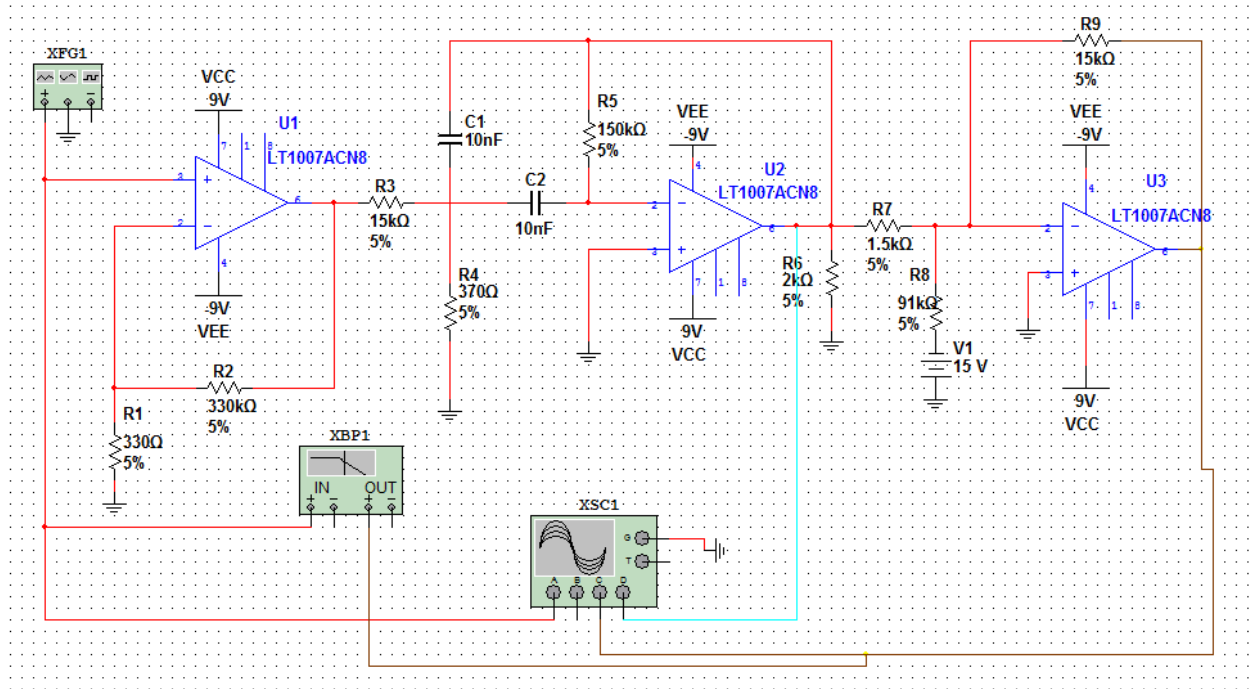 XFG1
+
−
VCC
9V
U1
LT1007ACN8
7
1
8
3
+
2
−
6
4
-9V
VEE
R3
15kΩ
5%
R2
330kΩ
5%
R1
330Ω
5%
C1
10nF
C2
10nF
R4
370Ω
5%
R5
150kΩ
5%
VEE
-9V
4
U2
LT1007ACN8
2
−
3
+
6
7
1
8
9V
VCC
R6
2kΩ
5%
R7
1.5kΩ
5%
R8
91kΩ
5%
V1
15 V
R9
15kΩ
5%
VEE
-9V
4
U3
LT1007ACN8
2
−
3
+
6
7
1
8
9V
VCC
XBP1
IN
OUT
+
−
+
−
XSC1
G
T
A
B
C
D